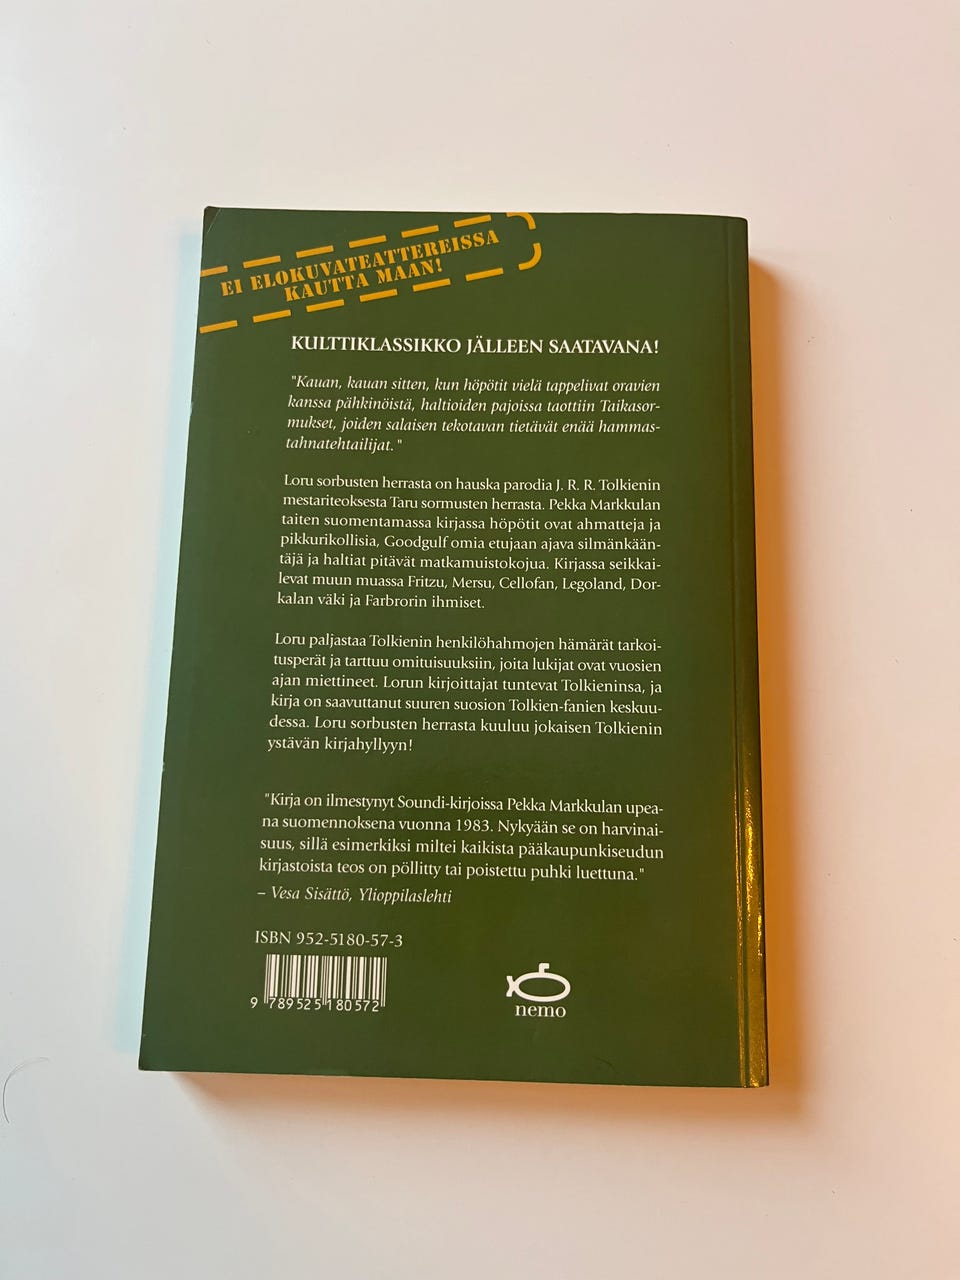 EI ELOKUVATEATTEREISSA
KAUTTA MAAN!
KULTTIKLASSIKKO JÄLLEEN SAATAVANA!
"Kauan, kauan sitten, kun höpötit vielä tappelivat oravien
kanssa pähkinöistä, haltioiden pajoissa taottiin Taikasor-
mukset, joiden salaisen tekotavan tietävät enää hammas-
tahnatehtailijat."
Loru sorbusten herrasta on hauska parodia J. R. R. Tolkienin
mestariteoksesta Taru sormusten herrasta. Pekka Markkulan
taiten suomentamassa kirjassa höpötit ovat ahmatteja ja
pikkurikollisia, Goodgulf omia etujaan ajava silmänkään-
täjä ja haltiat pitävät matkamuistokojua. Kirjassa seikkai-
levat muun muassa Fritzu, Mersu, Cellofan, Legoland, Dor-
kalan väki ja Farbrorin ihmiset.
Loru paljastaa Tolkienin henkilöhahmojen hämärät tarkoi-
tusperät ja tarttuu omituisuuksiin, joita lukijat ovat vuosien
ajan miettineet. Lorun kirjoittajat tuntevat Tolkieninsa, ja
kirja on saavuttanut suuren suosion Tolkien-fanien keskuu-
dessa. Loru sorbusten herrasta kuuluu jokaisen Tolkienin
ystävän kirjahyllyyn!
"Kirja on ilmestynyt Soundi-kirjoissa Pekka Markkulan upea-
na suomennoksena vuonna 1983. Nykyään se on harvinai-
suus, sillä esimerkiksi miltei kaikista pääkaupunkiseudun
kirjastoista teos on pöllitty tai poistettu puhki luettuna."
– Vesa Sisättö, Ylioppilaslehti
ISBN 952-5180-57-3
9 789525 180572
nemo